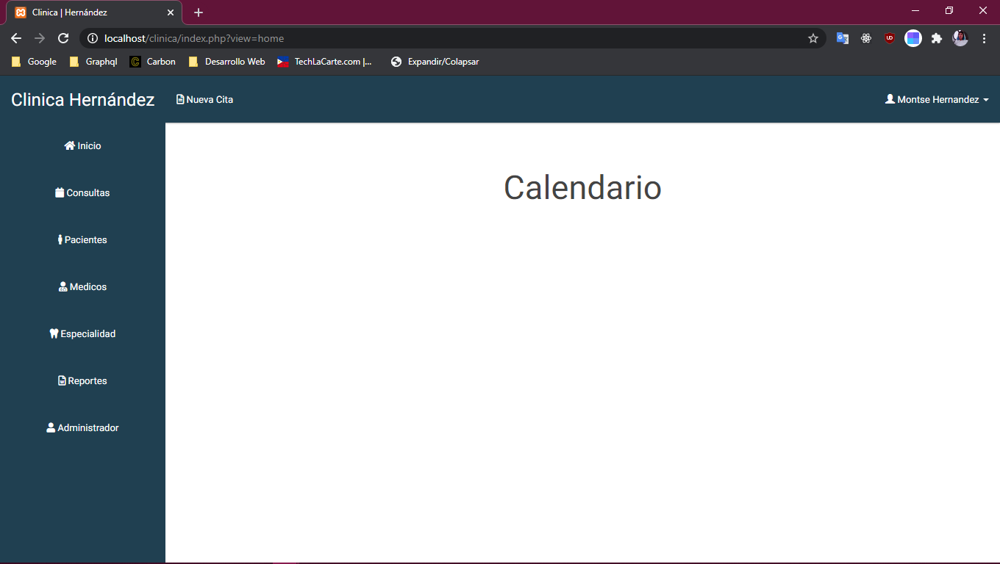 Clinica | Hernández
localhost/clinica/index.php?view=home
Google Graphql Carbon Desarrollo Web TechLaCarte.com |... Expandir/Colapsar
Clinica Hernández Nueva Cita Montse Hernandez
Inicio
Consultas
Pacientes
Medicos
Especialidad
Reportes
Administrador
Calendario